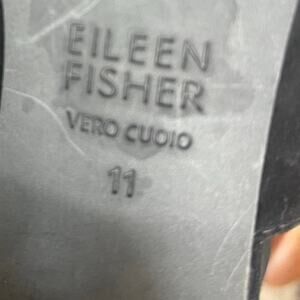 EILEEN
FISHER
VERO CUOIO
11